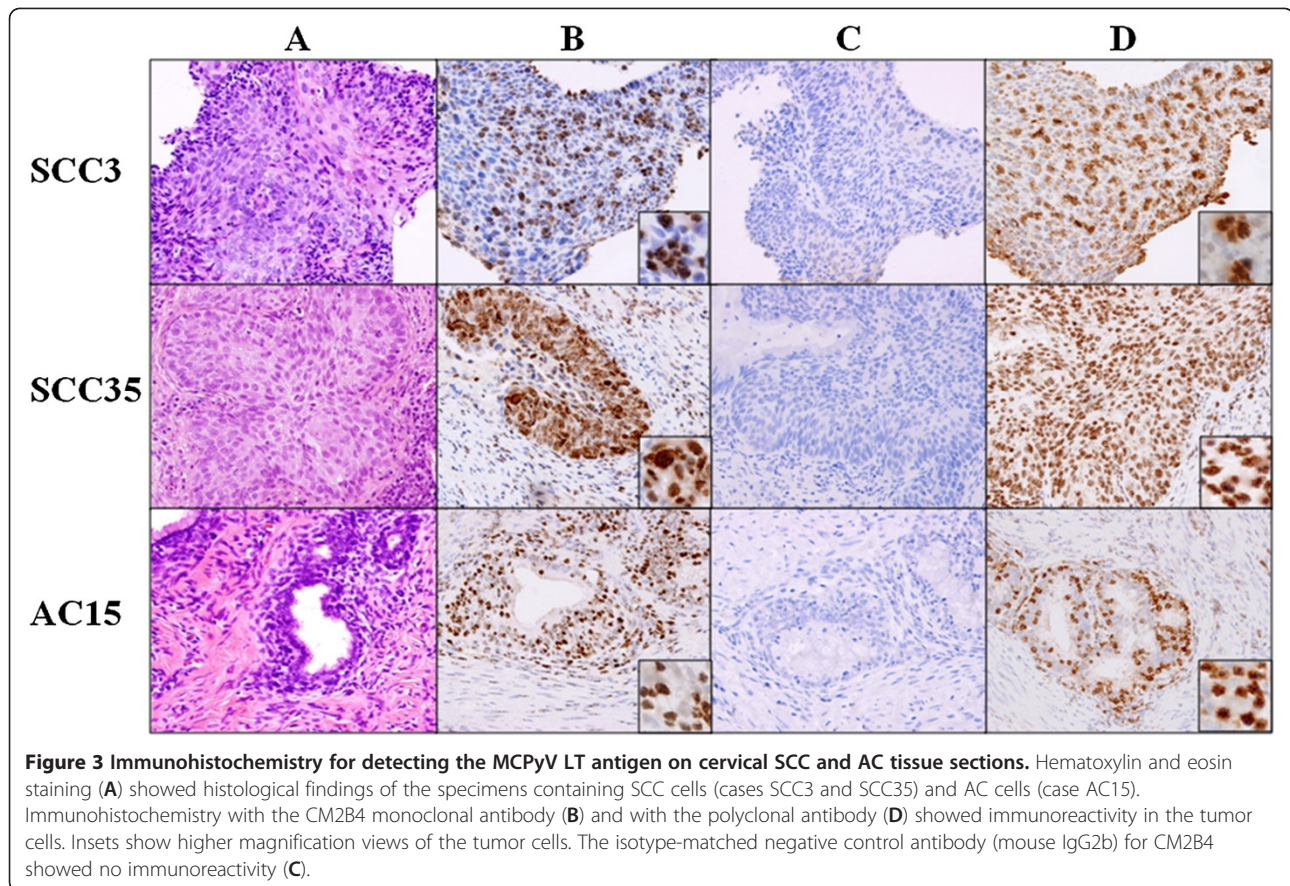 A B C D
SCC3
SCC35
AC15
Figure 3 Immunohistochemistry for detecting the MCPyV LT antigen on cervical SCC and AC tissue sections. Hematoxylin and eosin
staining (A) showed histological findings of the specimens containing SCC cells (cases SCC3 and SCC35) and AC cells (case AC15).
Immunohistochemistry with the CM2B4 monoclonal antibody (B) and with the polyclonal antibody (D) showed immunoreactivity in the tumor
cells. Insets show higher magnification views of the tumor cells. The isotype-matched negative control antibody (mouse IgG2b) for CM2B4
showed no immunoreactivity (C).